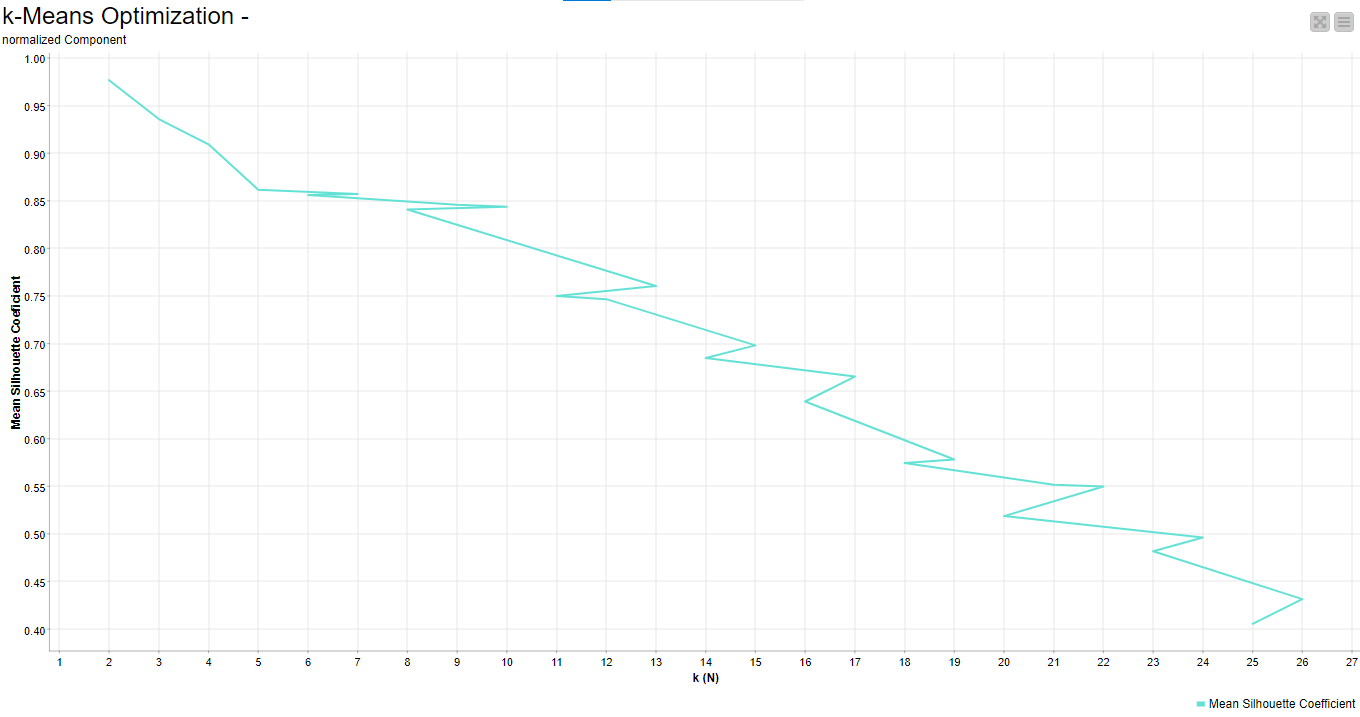 k-Means Optimization -
normalized Component
1.00
0.95
0.90
0.85
0.80
0.75
0.70
0.65
0.60
0.55
0.50
0.45
0.40
Mean Silhouette Coeficient
1 2 3 4 5 6 7 8 9 10 11 12 13 14 15 16 17 18 19 20 21 22 23 24 25 26 27
k (N)
Mean Silhouette Coefficient